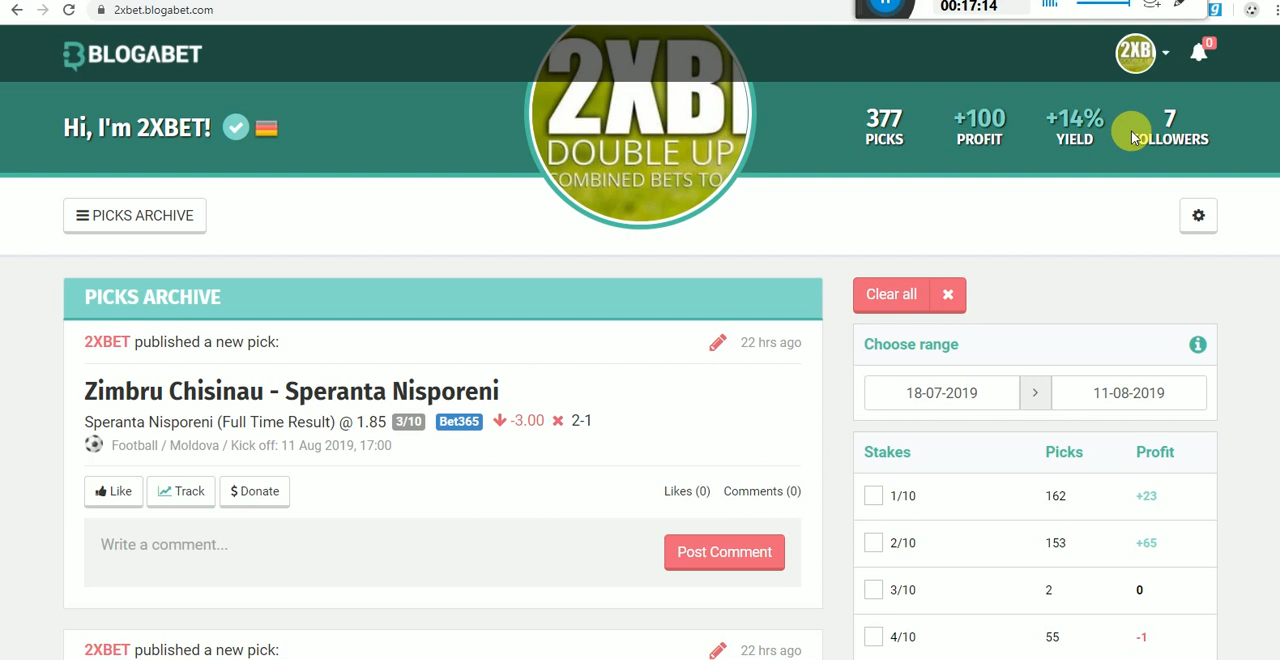 2xbet.blogabet.com
00:17:14
BLOGABET
2XB
0
Hi, I'm 2XBET!
2XB
DOUBLE UP
COMBINED BETS TO
377
PICKS
+100
PROFIT
+14%
YIELD
7
OLLOWERS
PICKS ARCHIVE
PICKS ARCHIVE
2XBET published a new pick:
22 hrs ago
Zimbru Chisinau - Speranta Nisporeni
Speranta Nisporeni (Full Time Result) @ 1.85 3/10 Bet365 -3.00 2-1
Football / Moldova / Kick off: 11 Aug 2019, 17:00
Like
Track
$ Donate
Likes (0)
Comments (0)
Write a comment...
Post Comment
2XBET published a new pick:
22 hrs ago
Clear all
Choose range
18-07-2019
11-08-2019
Stakes Picks Profit
1/10 162 +23
2/10 153 +65
3/10 2 0
4/10 55 -1